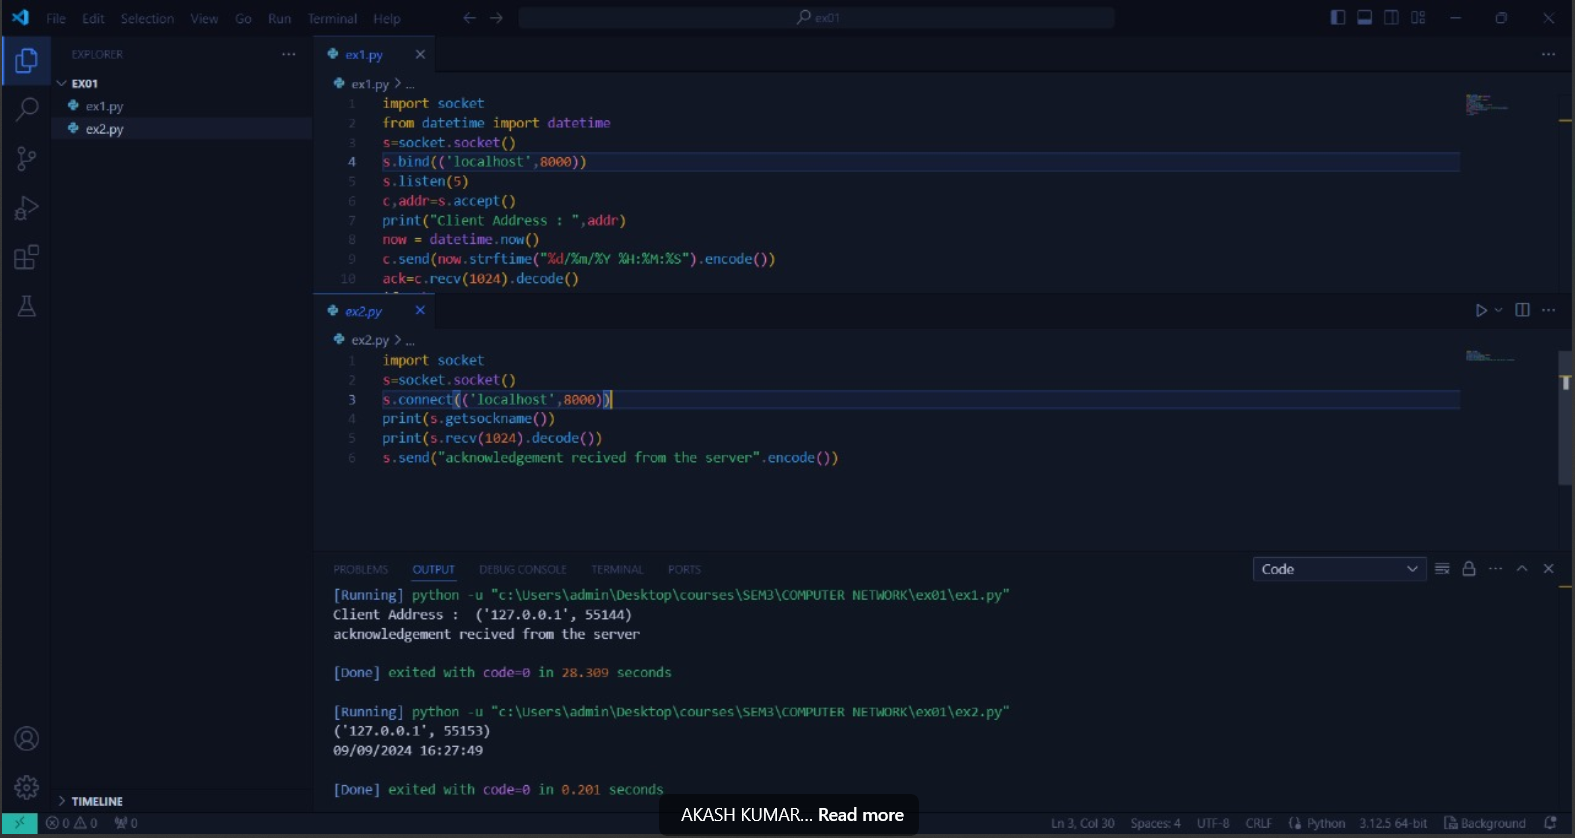 File Edit Selection View Go Run Terminal Help
ex01
EXPLORER
EX01
ex1.py
ex2.py
ex1.py
ex1.py > ...
1 import socket
2 from datetime import datetime
3 s=socket.socket()
4 s.bind(('localhost',8000))
5 s.listen(5)
6 c,addr=s.accept()
7 print("Client Address : ",addr)
8 now = datetime.now()
9 c.send(now.strftime("%d/%m/%Y %H:%M:%S").encode())
10 ack=c.recv(1024).decode()
ex2.py
ex2.py > ...
1 import socket
2 s=socket.socket()
3 s.connect(('localhost',8000))
4 print(s.getsockname())
5 print(s.recv(1024).decode())
6 s.send("acknowledgement recived from the server".encode())
PROBLEMS OUTPUT DEBUG CONSOLE TERMINAL PORTS
Code
[Running] python -u "c:\Users\admin\Desktop\courses\SEM3\COMPUTER NETWORK\ex01\ex1.py"
Client Address :  ('127.0.0.1', 55144)
acknowledgement recived from the server
[Done] exited with code=0 in 28.309 seconds
[Running] python -u "c:\Users\admin\Desktop\courses\SEM3\COMPUTER NETWORK\ex01\ex2.py"
('127.0.0.1', 55153)
09/09/2024 16:27:49
[Done] exited with code=0 in 0.201 seconds
TIMELINE
AKASH KUMAR... Read more
0 0 0
Ln 3, Col 30 Spaces: 4 UTF-8 CRLF Python 3.12.5 64-bit Background